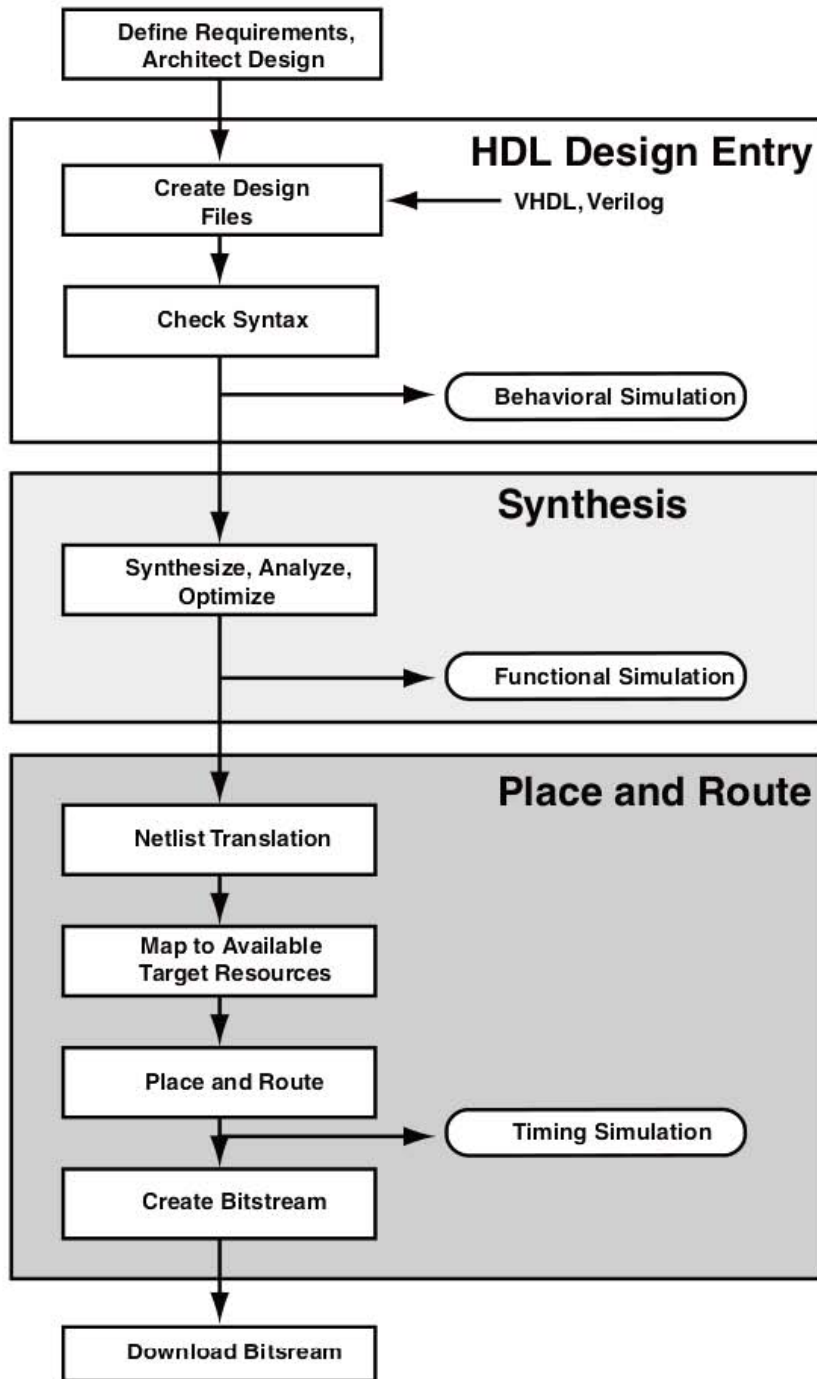 Define Requirements,
Architect Design
HDL Design Entry
Create Design
Files
VHDL, Verilog
Check Syntax
Behavioral Simulation
Synthesis
Synthesize, Analyze,
Optimize
Functional Simulation
Place and Route
Netlist Translation
Map to Available
Target Resources
Place and Route
Timing Simulation
Create Bitstream
Download Bitsream